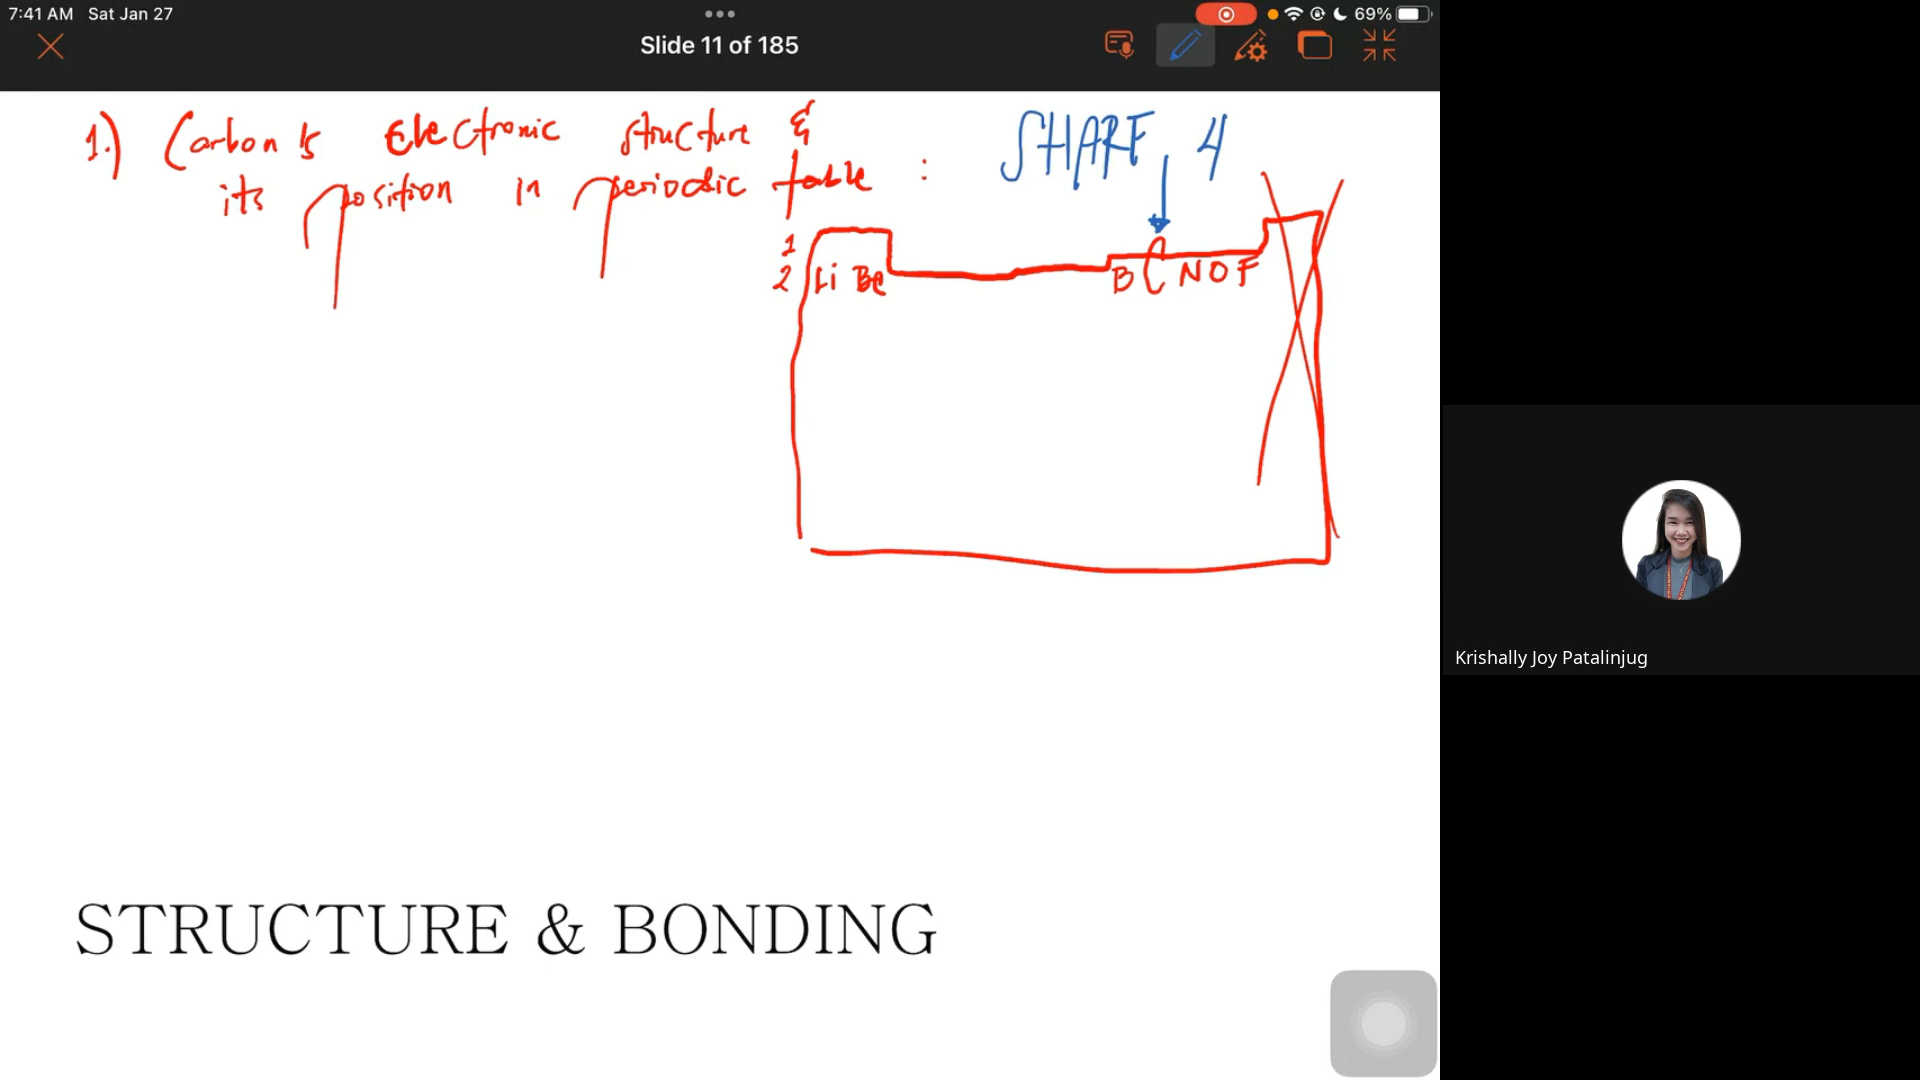 7:41 AM Sat Jan 27
69%
Slide 11 of 185
1.) Carbon's Electronic structure &
its position in periodic table :
SHARE 4
1
2 Li Be B C N O F
Krishally Joy Patalinjug
STRUCTURE & BONDING